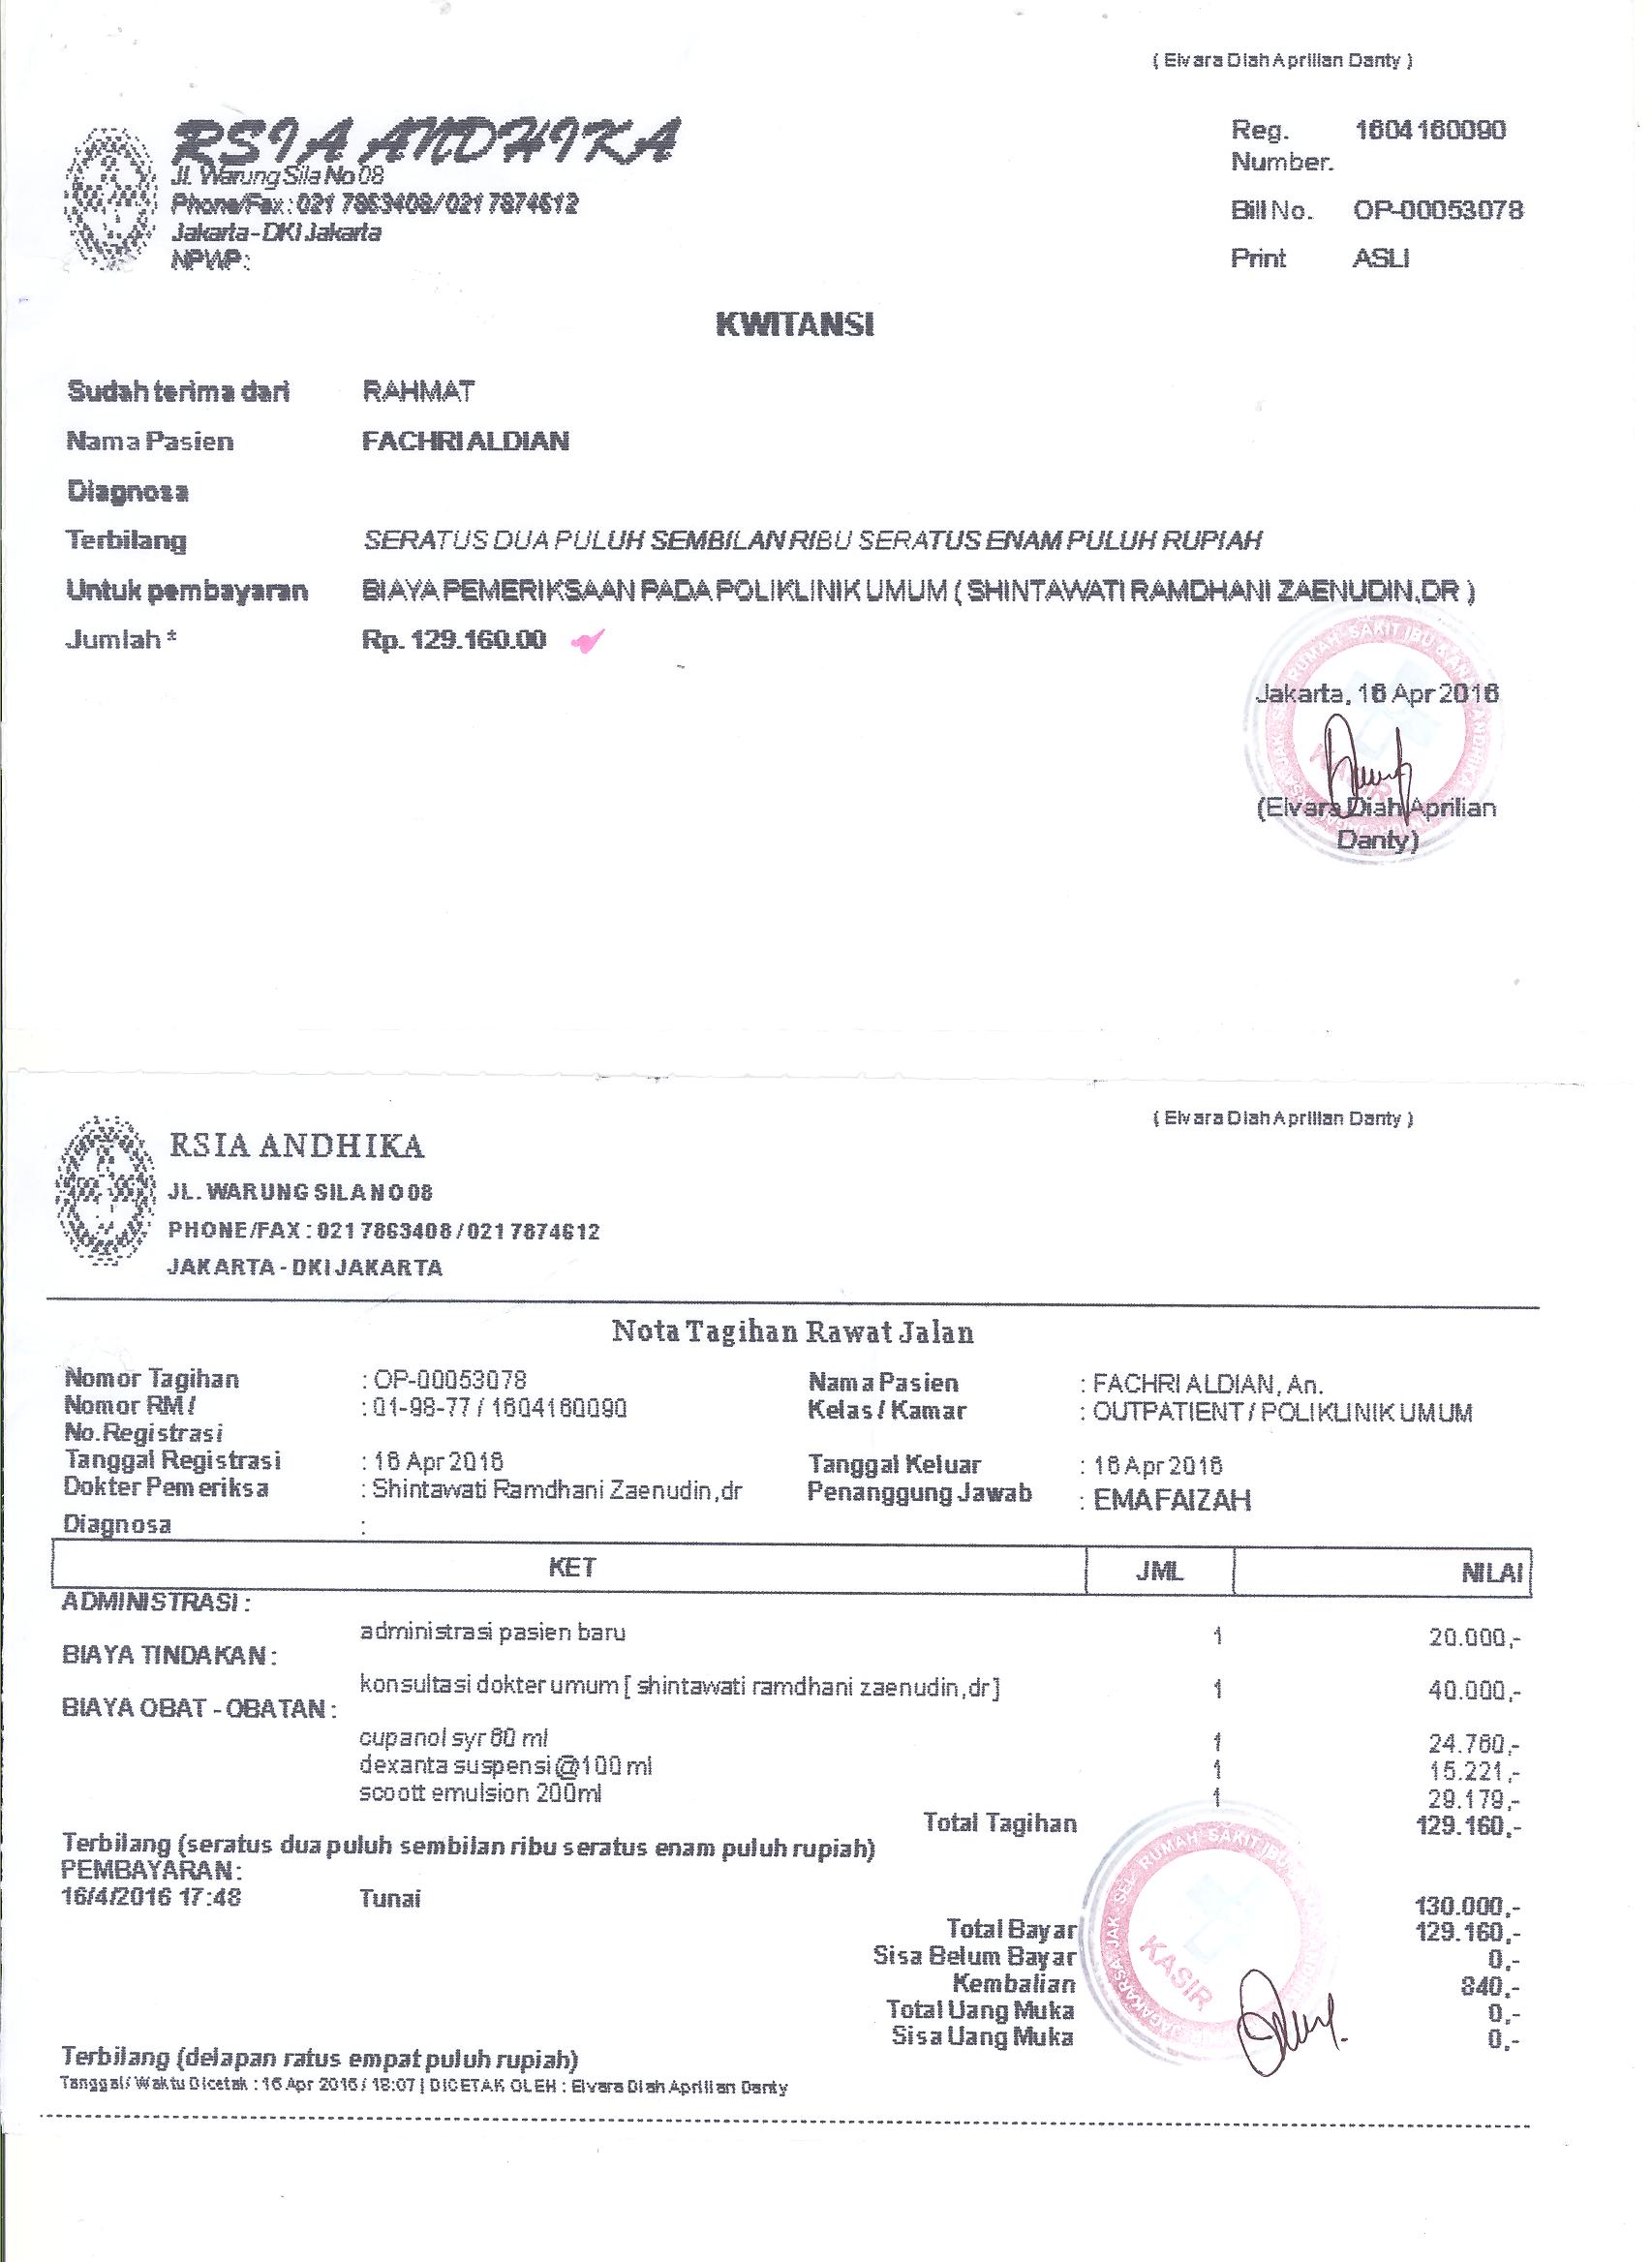 ( Elvara Diah Aprilian Danty )
RSIA ANDHIKA
Jl. Warung Sila No 08
Phone/Fax : 021 7863408/ 021 7874612
Jakarta - DKI Jakarta
NPWP :
Reg. Number. 1604160090
Bill No. OP-00053078
Print ASLI
KWITANSI
Sudah terima dari RAHMAT
Nama Pasien FACHRI ALDIAN
Diagnosa
Terbilang SERATUS DUA PULUH SEMBILAN RIBU SERATUS ENAM PULUH RUPIAH
Untuk pembayaran BIAYA PEMERIKSAAN PADA POLIKLINIK UMUM ( SHINTAWATI RAMDHANI ZAENUDIN,DR )
Jumlah * Rp. 129.160.00
RUMAH SAKIT IBU & ANAK ANDHIKA
Jakarta, 16 Apr 2016
KASIR
(Elvara Diah Aprilian
Danty)
( Elvara Diah Aprilian Danty )
RSIA ANDHIKA
JL. WARUNG SILA NO 08
PHONE/FAX : 021 7863408 / 021 7874612
JAKARTA - DKI JAKARTA
Nota Tagihan Rawat Jalan
Nomor Tagihan : OP-00053078 Nama Pasien : FACHRI ALDIAN, An.
Nomor RM / : 01-98-77 / 1604160090 Kelas / Kamar : OUTPATIENT / POLIKLINIK UMUM
No.Registrasi
Tanggal Registrasi : 16 Apr 2016 Tanggal Keluar : 16 Apr 2016
Dokter Pemeriksa : Shintawati Ramdhani Zaenudin,dr Penanggung Jawab : EMA FAIZAH
Diagnosa :
KET JML NILAI
ADMINISTRASI :
administrasi pasien baru 1 20.000,-
BIAYA TINDAKAN :
konsultasi dokter umum [ shintawati ramdhani zaenudin,dr ] 1 40.000,-
BIAYA OBAT - OBATAN :
cupanol syr 60 ml 1 24.760,-
dexanta suspensi @100 ml 1 15.221,-
scoott emulsion 200ml 1 29.179,-
Total Tagihan 129.160,-
Terbilang (seratus dua puluh sembilan ribu seratus enam puluh rupiah)
PEMBAYARAN :
16/4/2016 17:48 Tunai 130.000,-
Total Bayar 129.160,-
Sisa Belum Bayar 0,-
Kembalian 840,-
Total Uang Muka 0,-
Sisa Uang Muka 0,-
RUMAH SAKIT
JAGAKARSA JAK SEL
KASIR
Terbilang (delapan ratus empat puluh rupiah)
Tanggal/ Waktu Dicetak : 16 Apr 2016 / 18:07 | DICETAK OLEH : Elvara Diah Aprilian Danty